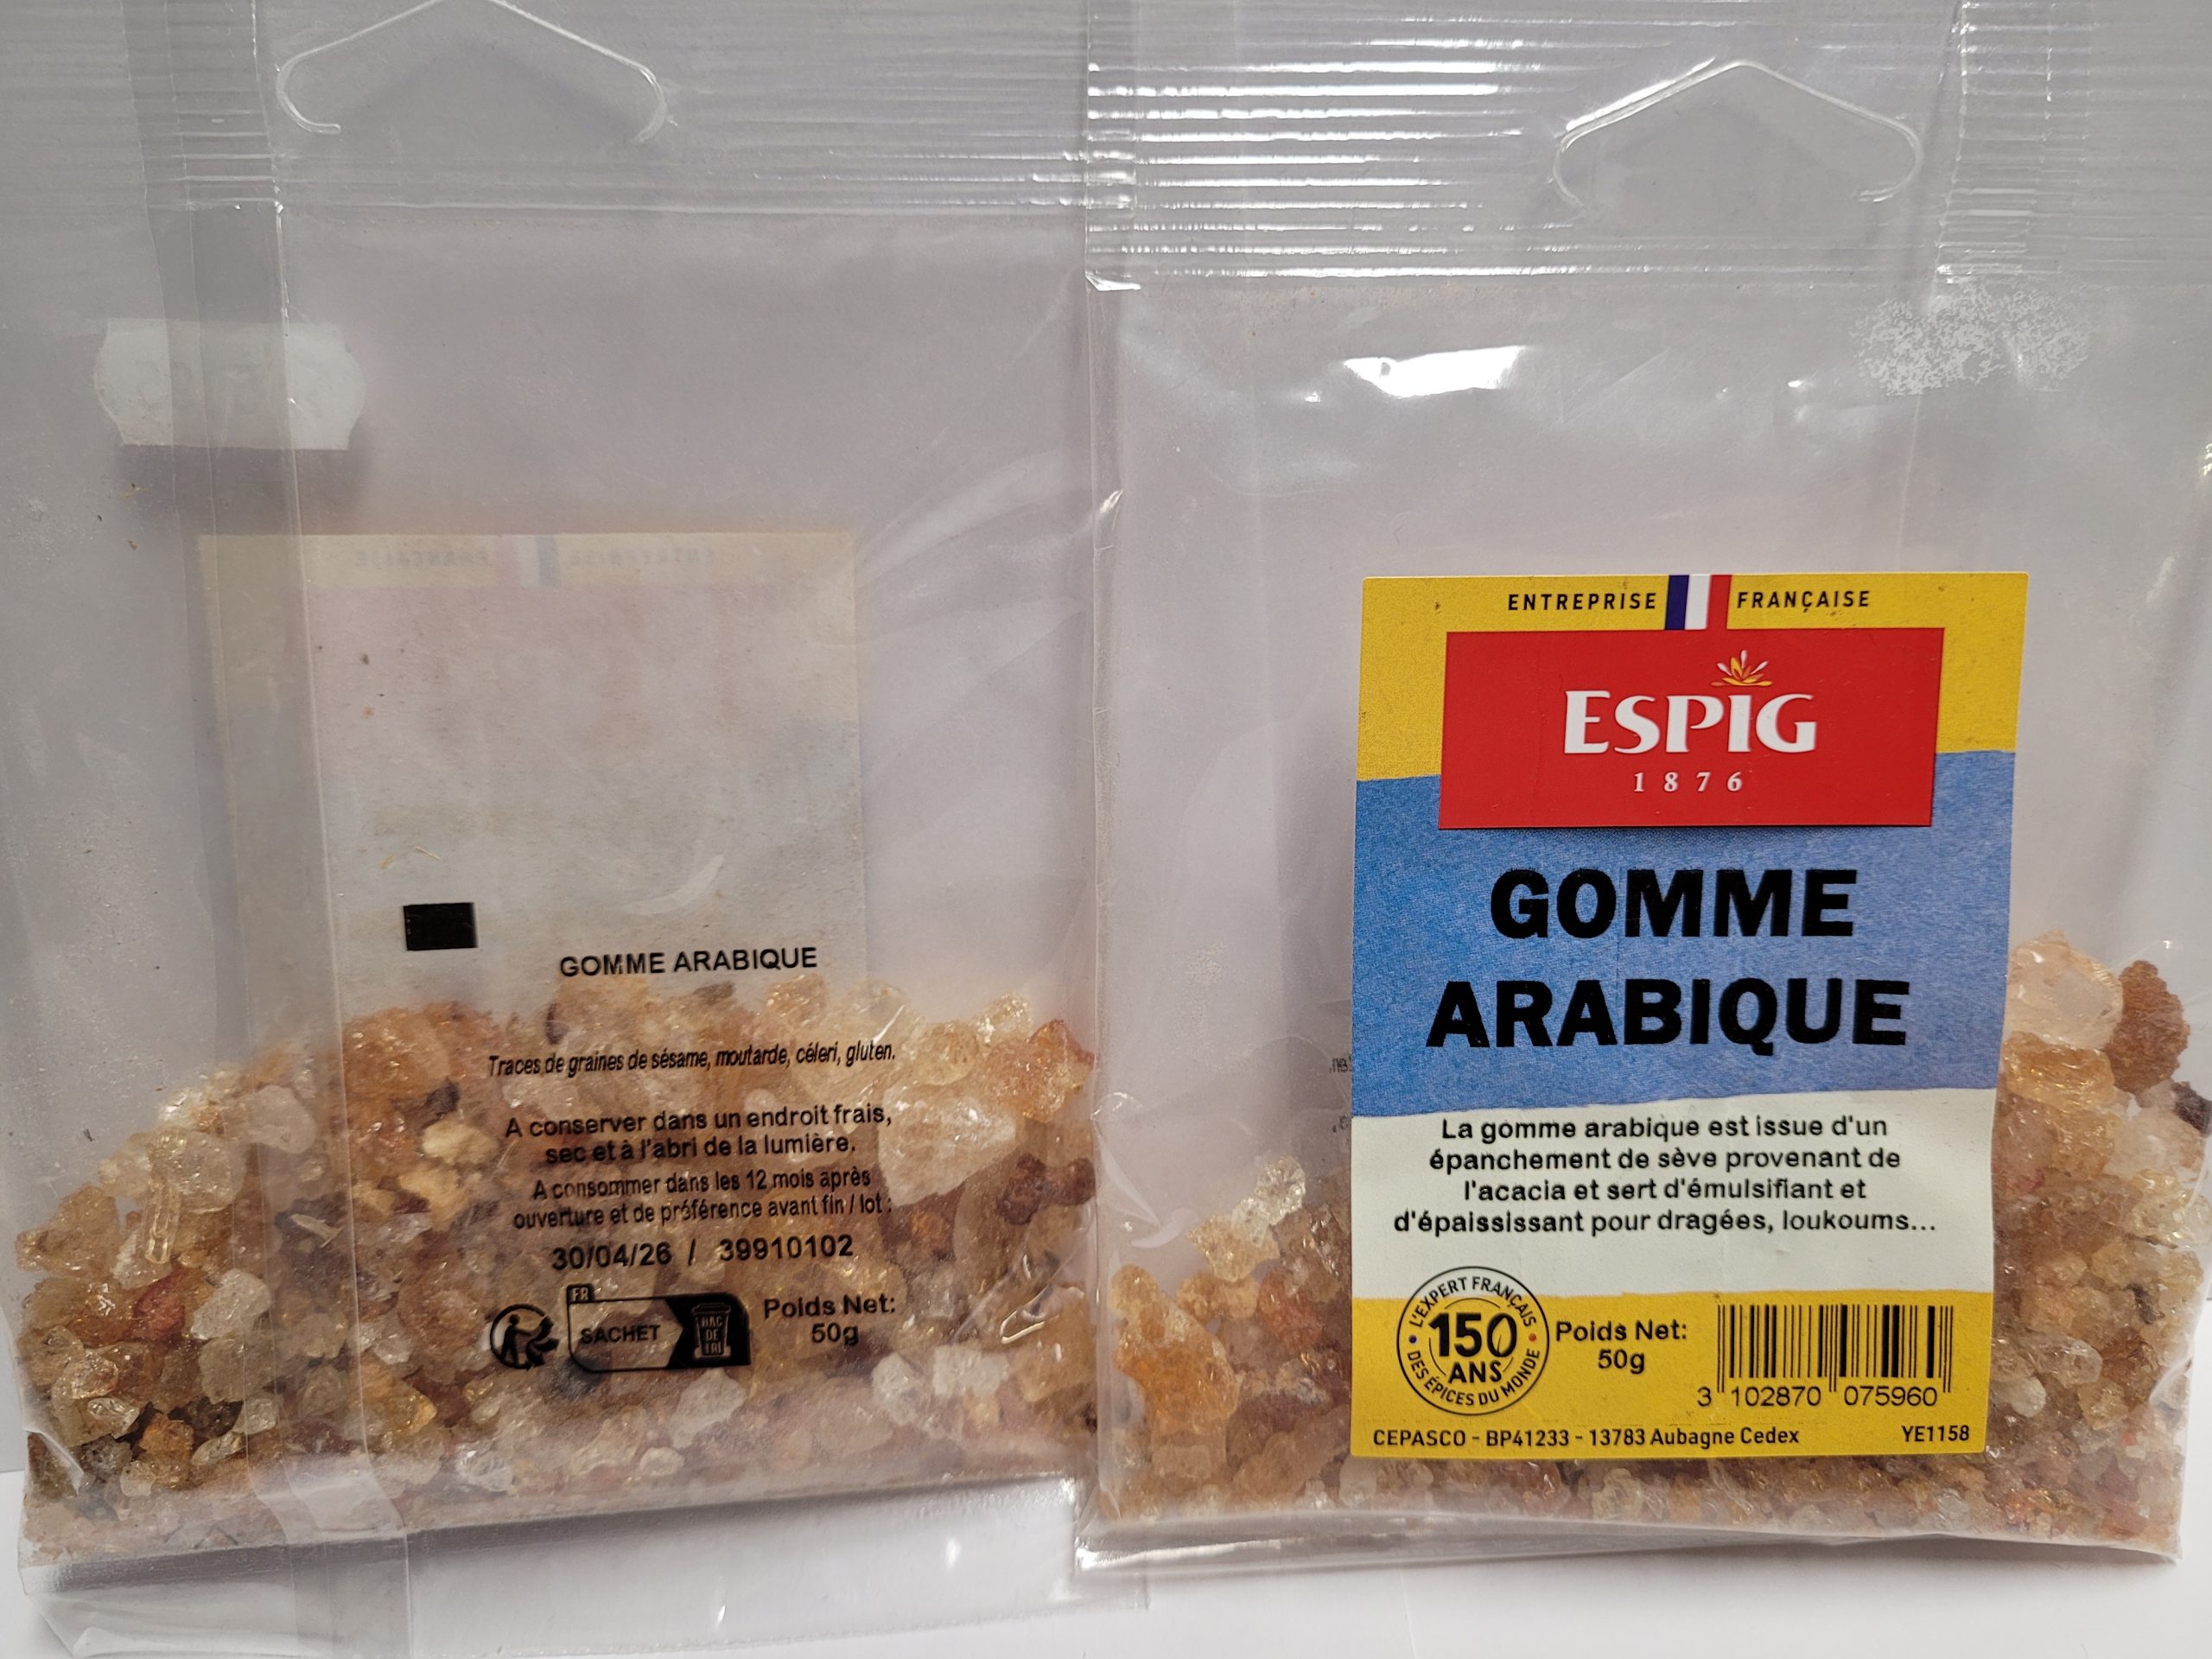 GOMME ARABIQUE
Traces de graines de sésame, moutarde, céleri, gluten.
A conserver dans un endroit frais,
sec et à l'abri de la lumière.
A consommer dans les 12 mois après
ouverture et de préférence avant fin / lot :
30/04/26 / 39910102
FR
SACHET
BAC
DE
TRI
Poids Net:
50g
ENTREPRISE FRANÇAISE
ESPIG
1876
GOMME
ARABIQUE
La gomme arabique est issue d'un
épanchement de sève provenant de
l'acacia et sert d'émulsifiant et
d'épaississant pour dragées, loukoums...
L'EXPERT FRANÇAIS
150
ANS
DES ÉPICES DU MONDE
Poids Net:
50g
3 102870 075960
CEPASCO - BP41233 - 13783 Aubagne Cedex
YE1158